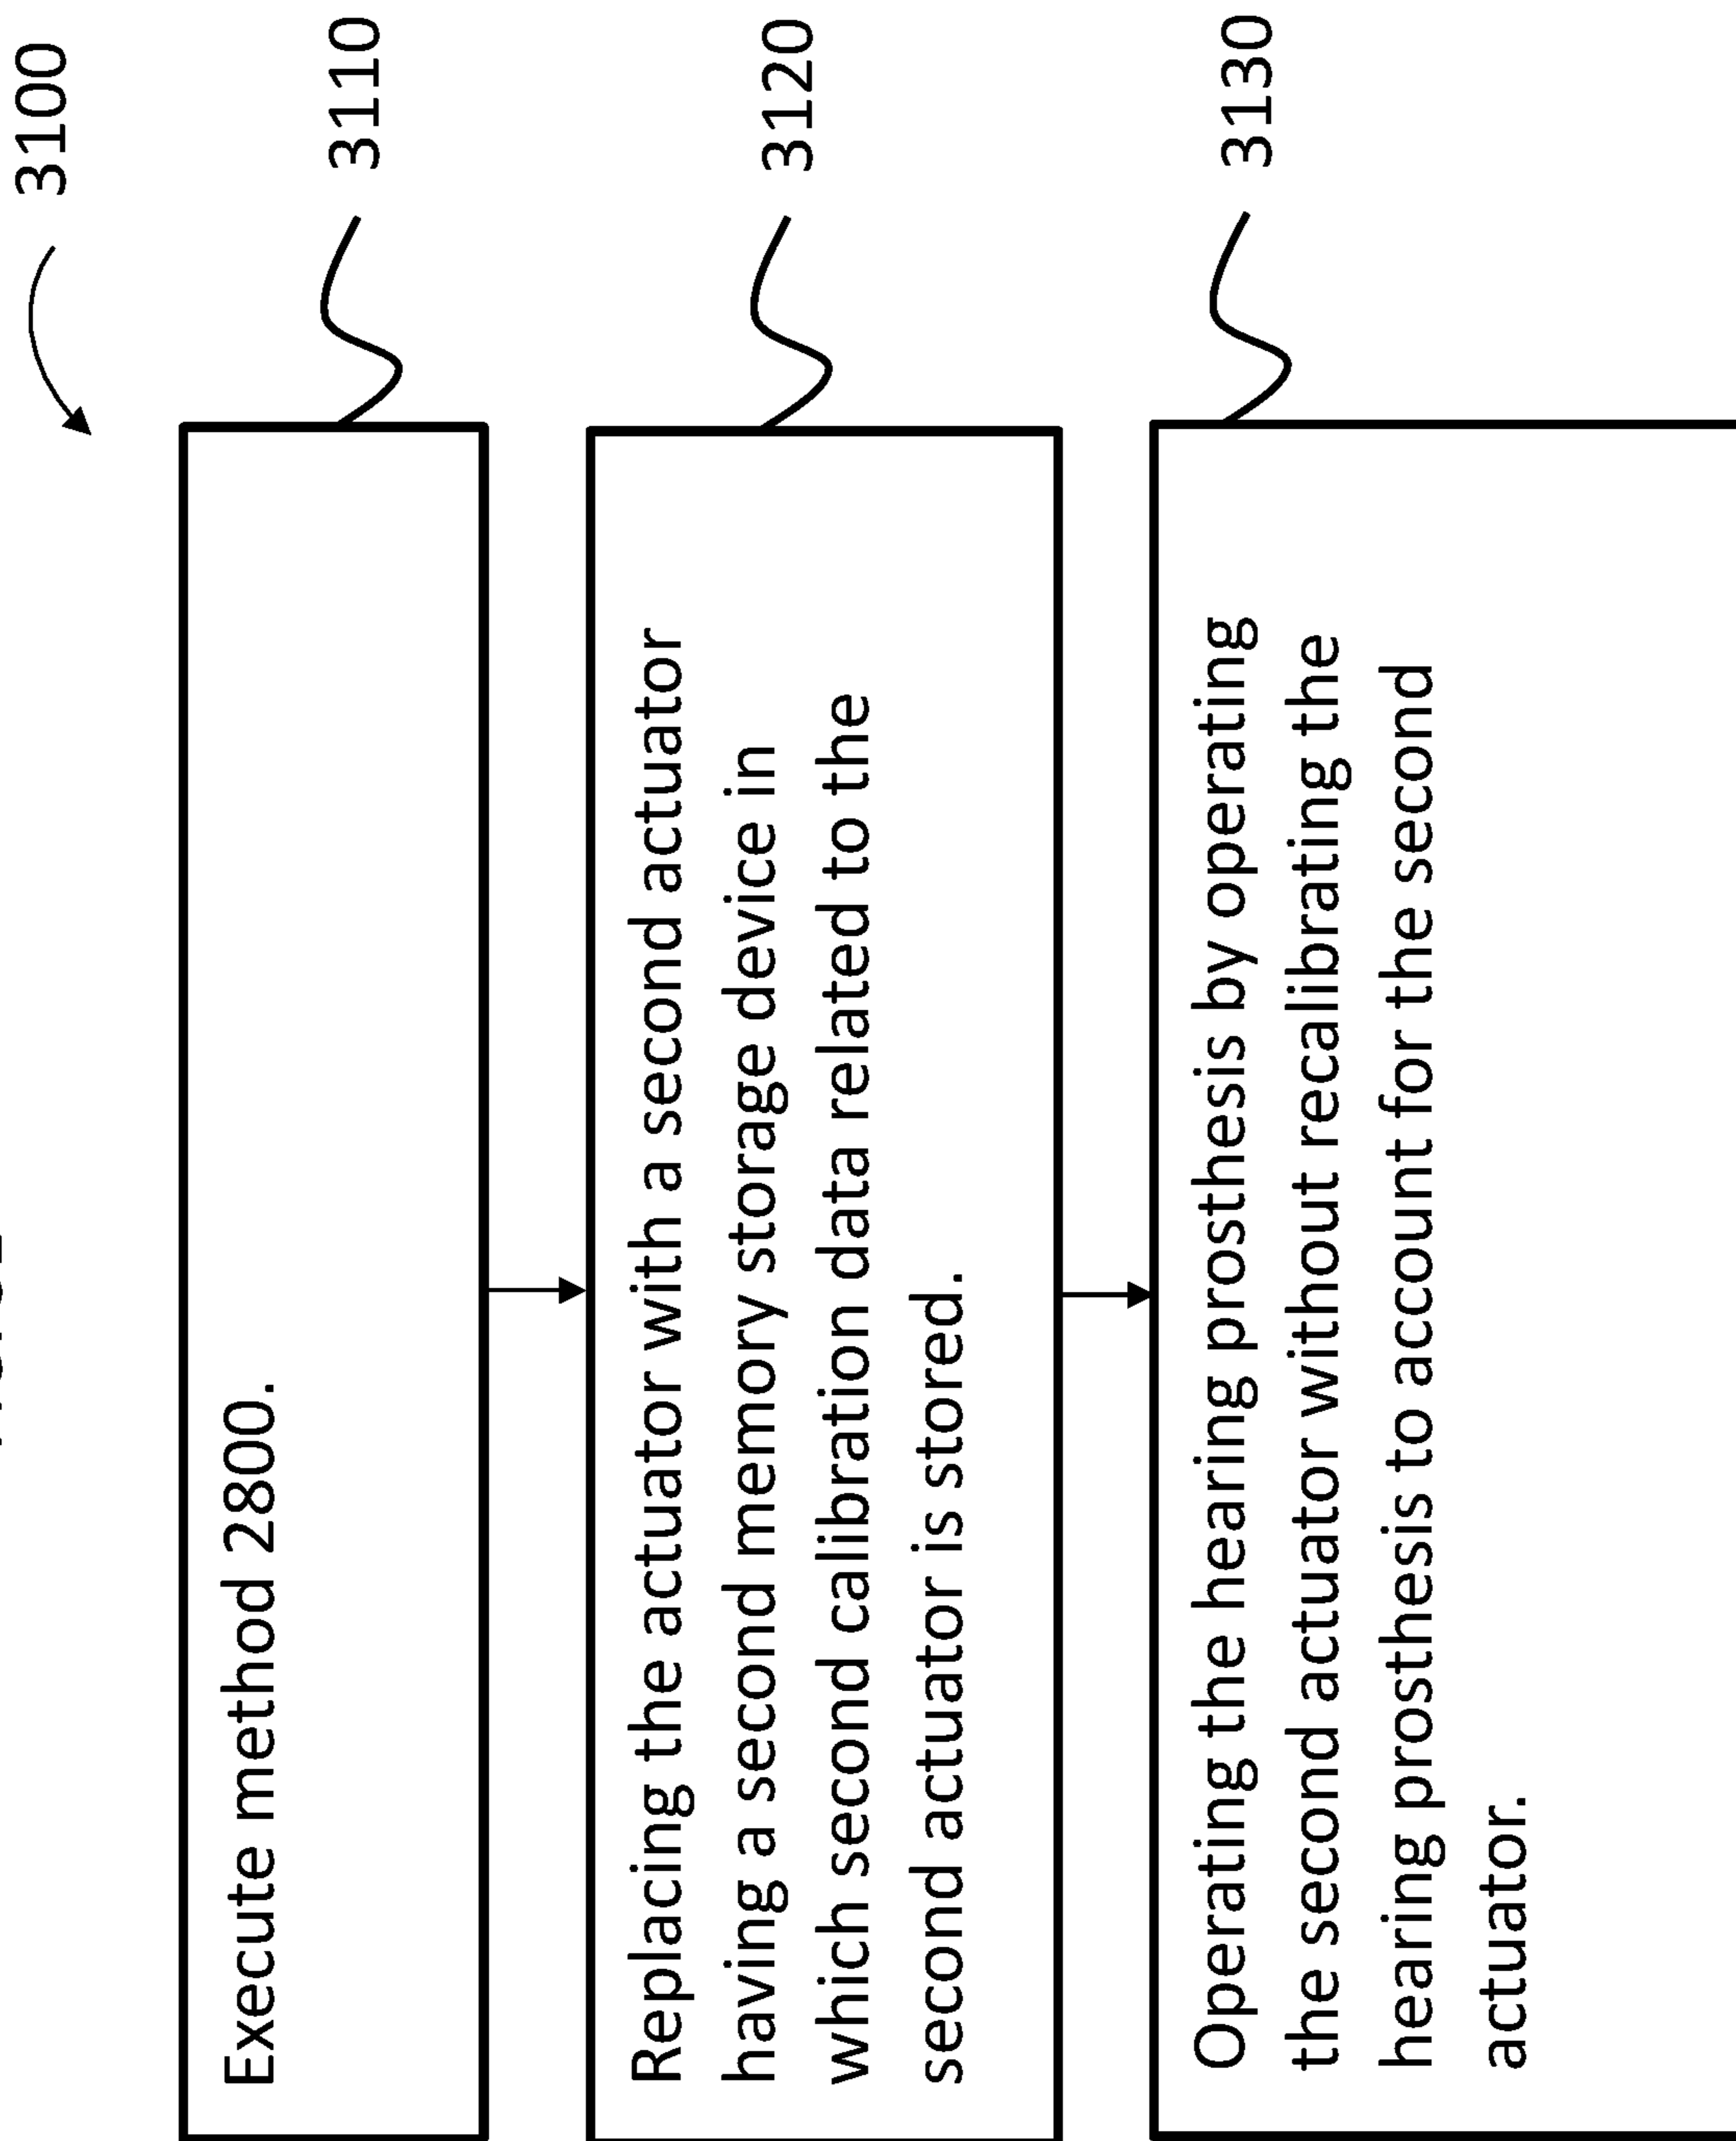 3100
Execute method 2800.
3110
Replacing the actuator with a second actuator
having a second memory storage device in
which second calibration data related to the
second actuator is stored.
3120
Operating the hearing prosthesis by operating
the second actuator without recalibrating the
hearing prosthesis to account for the second
actuator.
3130